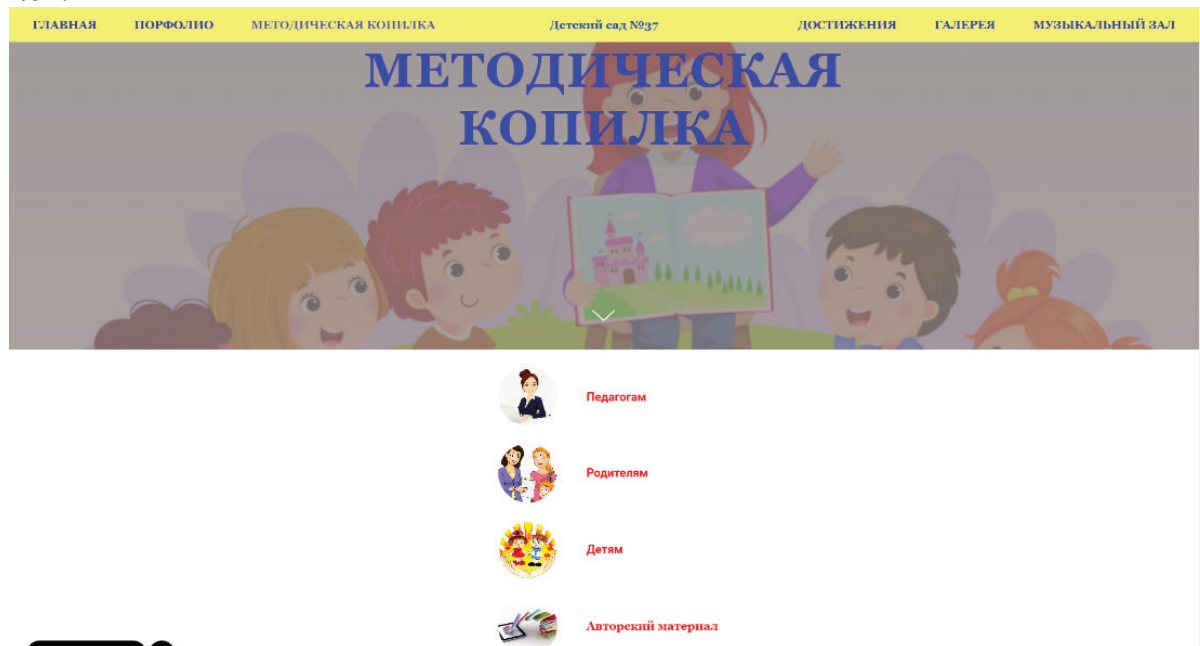 ГЛАВНАЯ ПОРФОЛИО МЕТОДИЧЕСКАЯ КОПИЛКА Детский сад №37 ДОСТИЖЕНИЯ ГАЛЕРЕЯ МУЗЫКАЛЬНЫЙ ЗАЛ
МЕТОДИЧЕСКАЯ
КОПИЛКА
Педагогам
Родителям
Детям
Авторский материал